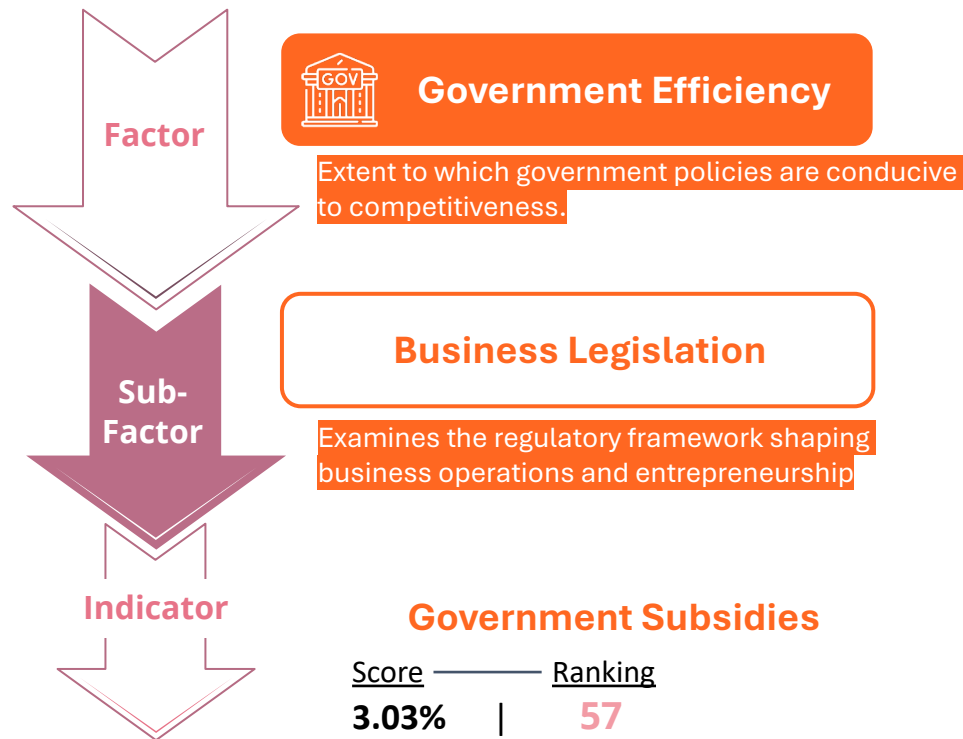 Factor
GOV
Government Efficiency
Extent to which government policies are conducive
to competitiveness.
Sub-
Factor
Business Legislation
Examines the regulatory framework shaping
business operations and entrepreneurship
Indicator
Government Subsidies
Score Ranking
3.03% | 57